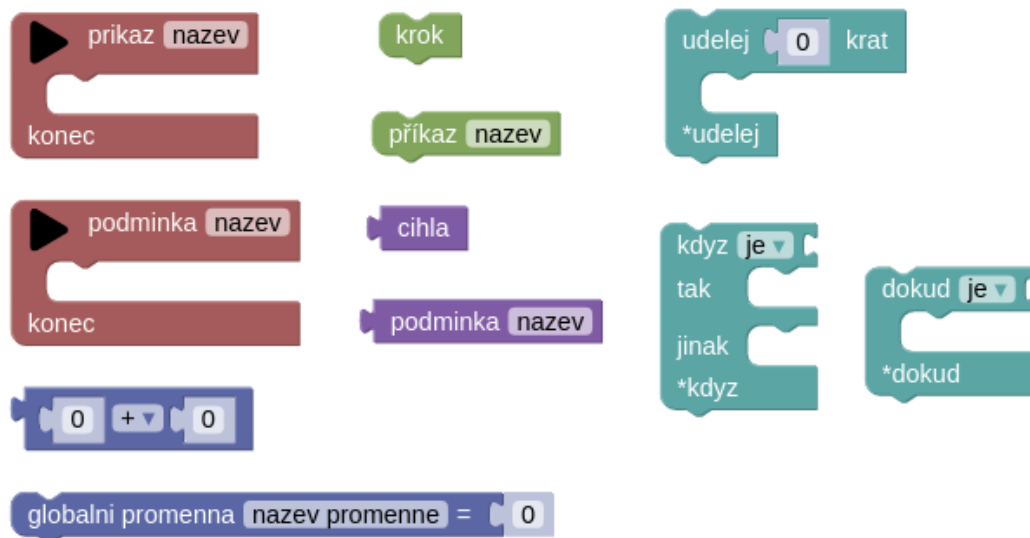 prikaz nazev
konec
krok
příkaz nazev
udelej 0 krat
*udelej
podminka nazev
konec
cihla
podminka nazev
kdyz je ▾
tak
jinak
*kdyz
dokud je ▾
*dokud
0 + ▾ 0
globalni promenna nazev promenne = 0